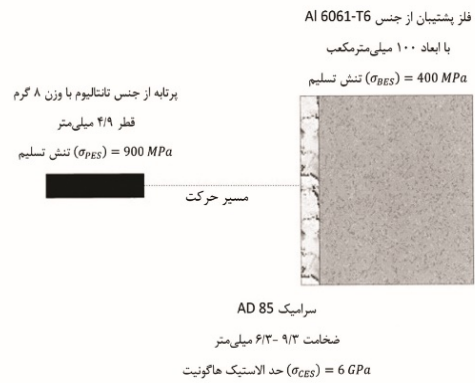 فلز پشتیبان از جنس Al 6061-T6
با ابعاد ۱۰۰ میلی‌مترمکعب
تنش تسلیم (σ_BES) = 400 MPa
پرتابه از جنس تانتالیوم با وزن ۸ گرم
قطر ۴/۹ میلی‌متر
تنش تسلیم (σ_PES) = 900 MPa
مسیر حرکت
سرامیک AD 85
ضخامت ۹/۳ -۶/۳ میلی‌متر
حد الاستیک هاگونیت (σ_CES) = 6 GPa